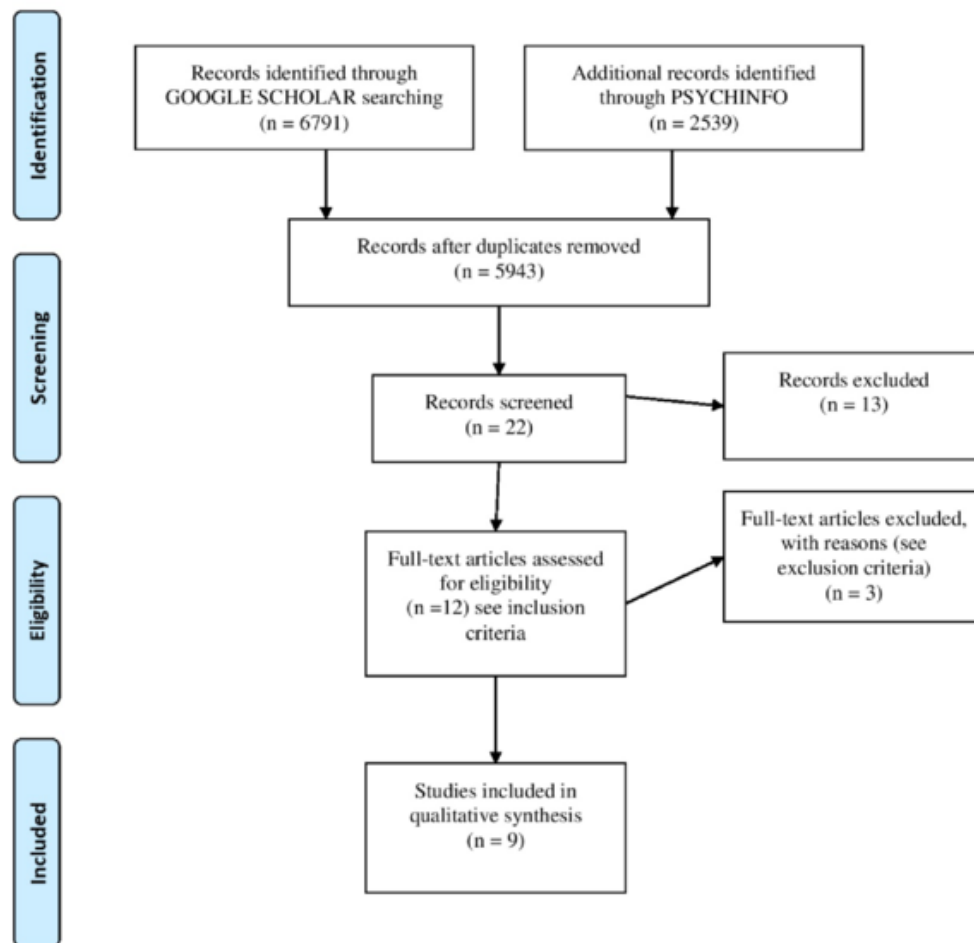 Identification
Records identified through
GOOGLE SCHOLAR searching
(n = 6791)
Additional records identified
through PSYCHINFO
(n = 2539)
Records after duplicates removed
(n = 5943)
Screening
Records screened
(n = 22)
Records excluded
(n = 13)
Eligibility
Full-text articles assessed
for eligibility
(n =12) see inclusion
criteria
Full-text articles excluded,
with reasons (see
exclusion criteria)
(n = 3)
Included
Studies included in
qualitative synthesis
(n = 9)